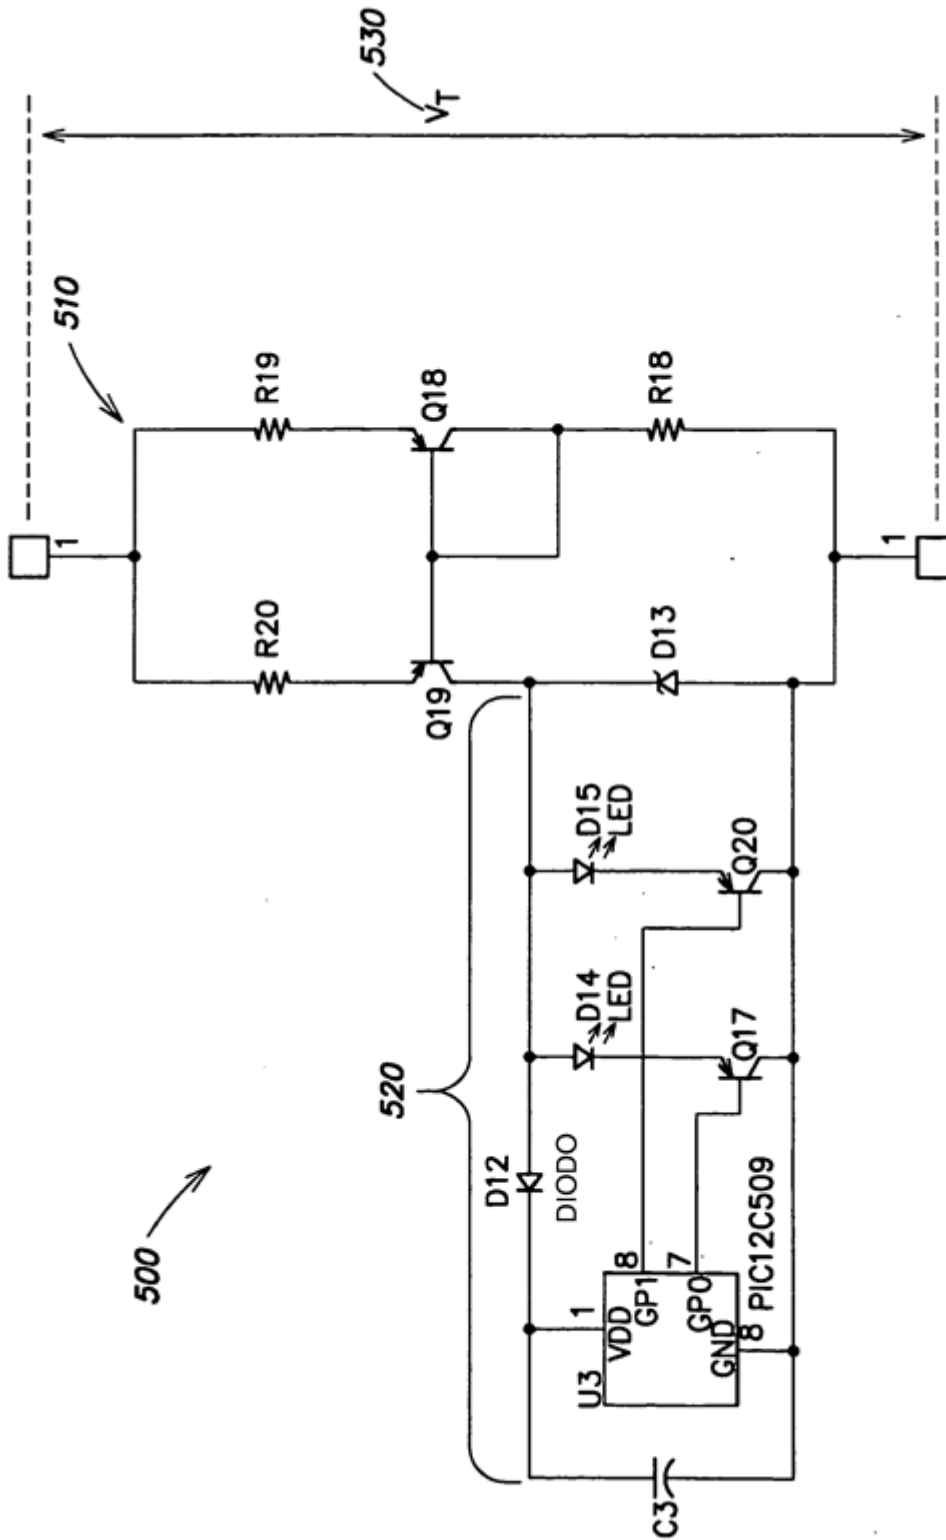 500
510
530
VT
1
R20
R19
Q19
Q18
520
D12
DIODO
D14
LED
D15
LED
D13
R18
U3
1
VDD
GP1
8
GP0
7
GND
8
PIC12C509
Q17
Q20
C3
1